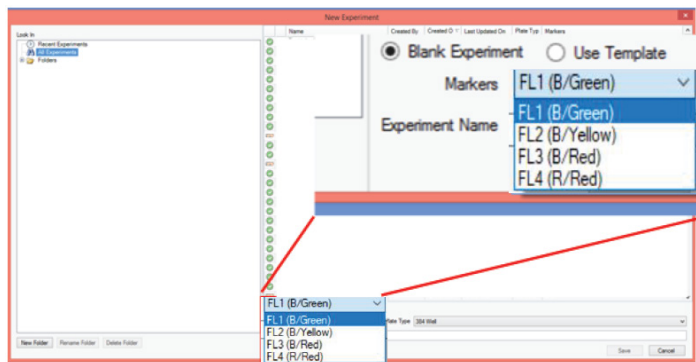 New Experiment
Look In
Recent Experiments
All Experiments
Folders
Name Created By Created O Last Updated On Plate Typ Markers
Blank Experiment Use Template
Markers FL1 (B/Green)
FL1 (B/Green)
FL2 (B/Yellow)
FL3 (B/Red)
FL4 (R/Red)
Experiment Name
FL1 (B/Green)
FL1 (B/Green)
FL2 (B/Yellow)
FL3 (B/Red)
FL4 (R/Red)
Plate Type 384 Well
New Folder Rename Folder Delete Folder
Save Cancel